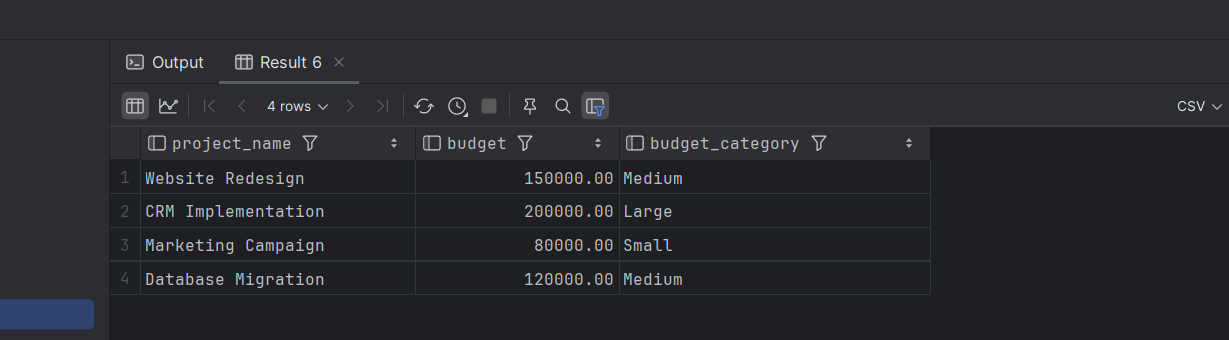 Output Result 6
4 rows CSV
project_name budget budget_category
1 Website Redesign 150000.00 Medium
2 CRM Implementation 200000.00 Large
3 Marketing Campaign 80000.00 Small
4 Database Migration 120000.00 Medium